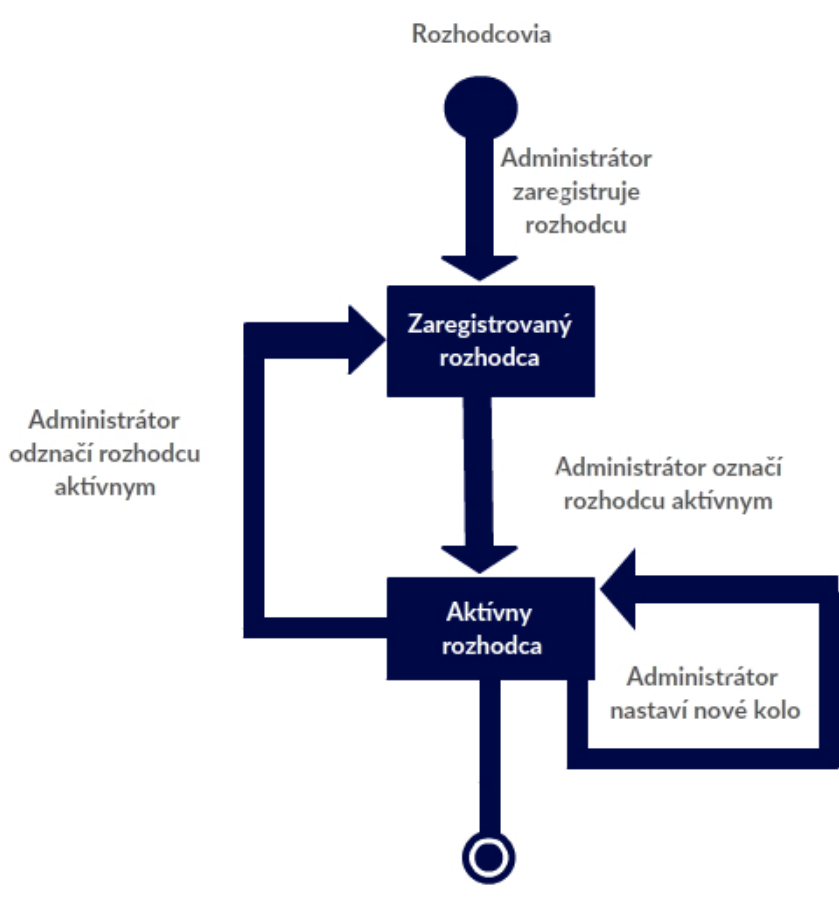 Rozhodcovia
Administrátor
zaregistruje
rozhodcu
Zaregistrovaný
rozhodca
Administrátor
odznačí rozhodcu
aktívnym
Administrátor označí
rozhodcu aktívnym
Aktívny
rozhodca
Administrátor
nastaví nové kolo